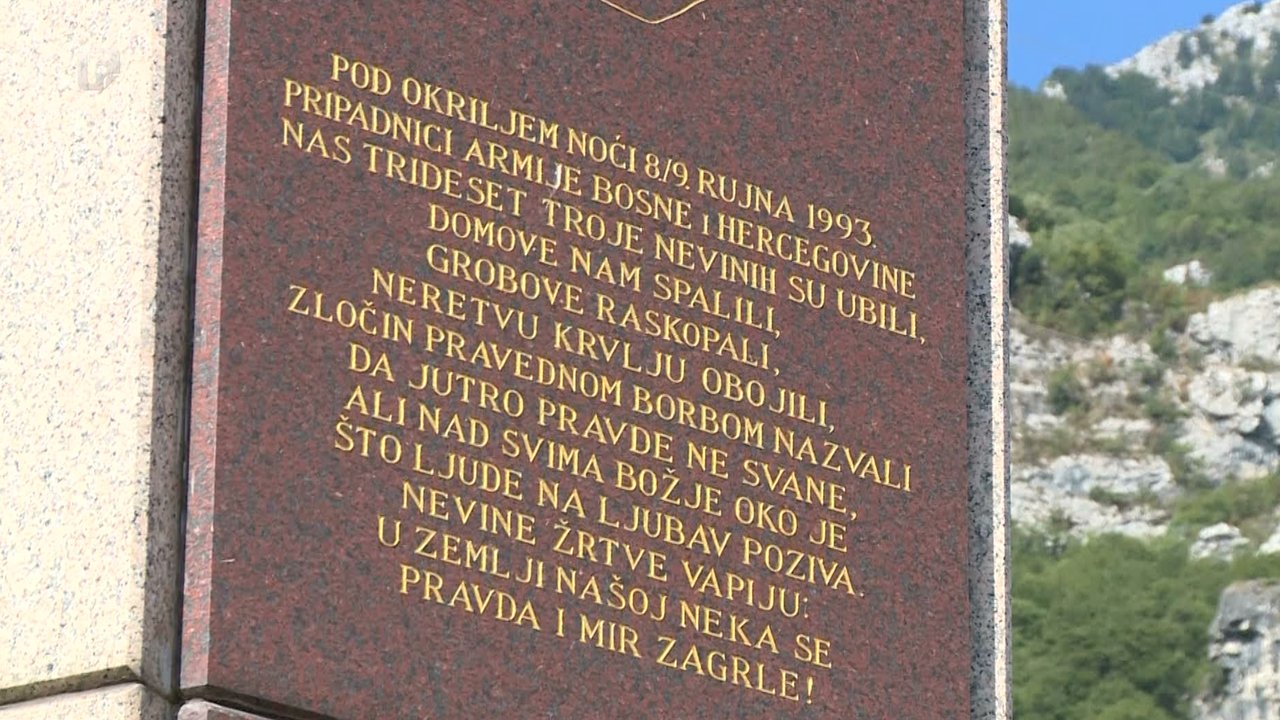 POD OKRILJEM NOĆI 8/9. RUJNA 1993.
PRIPADNICI ARMIJE BOSNE i HERCEGOVINE
NAS TRIDESET TROJE NEVINIH SU UBILI,
DOMOVE NAM SPALILI,
GROBOVE RASKOPALI,
NERETVU KRVLJU OBOJILI,
ZLOČIN PRAVEDNOM BORBOM NAZVALI
DA JUTRO PRAVDE NE SVANE,
ALI NAD SVIMA BOŽJE OKO JE
ŠTO LJUDE NA LJUBAV POZIVA.
NEVINE ŽRTVE VAPIJU:
U ZEMLJI NAŠOJ NEKA SE
PRAVDA I MIR ZAGRLE!